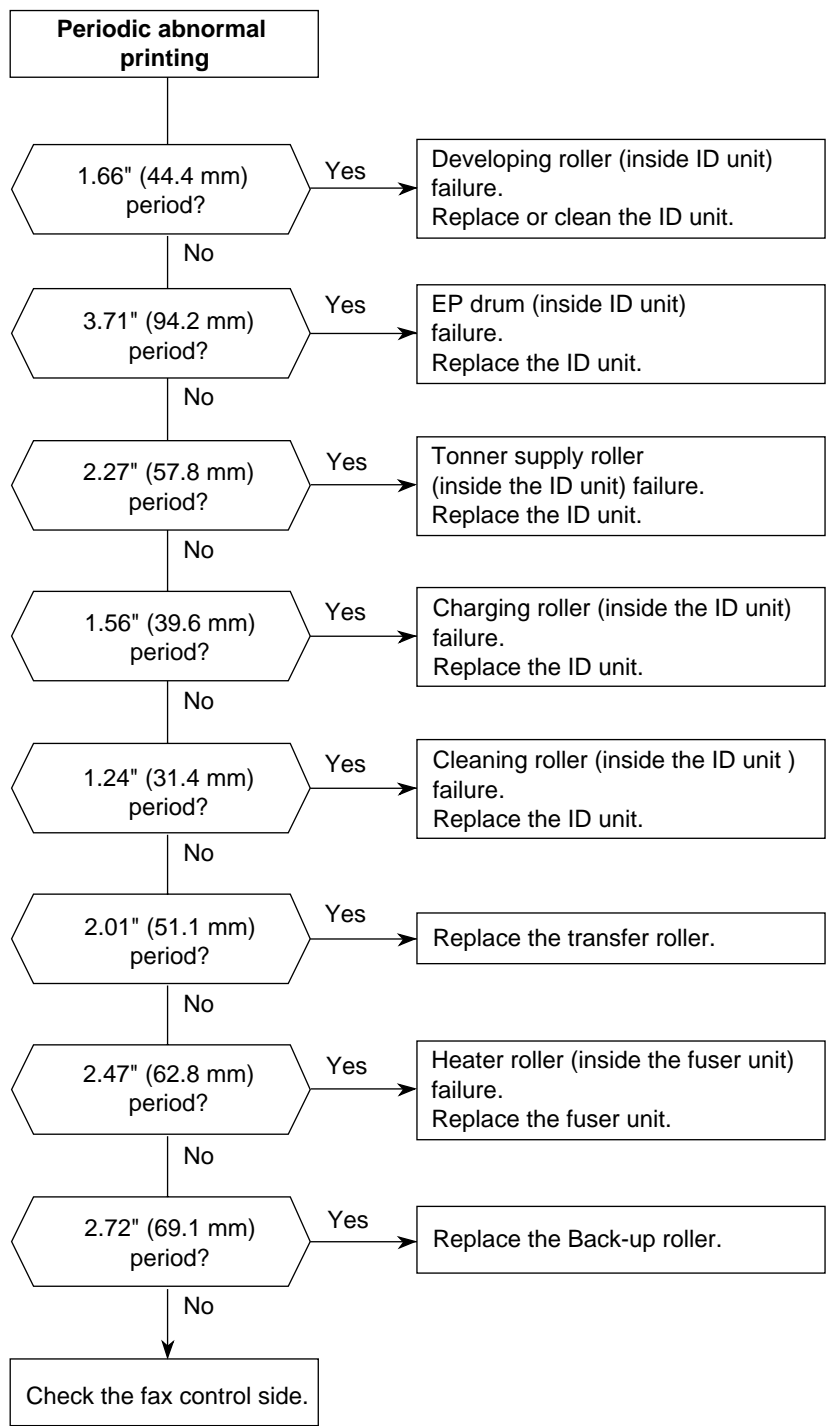 Periodic abnormal
printing
1.66" (44.4 mm)
period?
Yes
Developing roller (inside ID unit)
failure.
Replace or clean the ID unit.
No
3.71" (94.2 mm)
period?
Yes
EP drum (inside ID unit)
failure.
Replace the ID unit.
No
2.27" (57.8 mm)
period?
Yes
Tonner supply roller
(inside the ID unit) failure.
Replace the ID unit.
No
1.56" (39.6 mm)
period?
Yes
Charging roller (inside the ID unit)
failure.
Replace the ID unit.
No
1.24" (31.4 mm)
period?
Yes
Cleaning roller (inside the ID unit )
failure.
Replace the ID unit.
No
2.01" (51.1 mm)
period?
Yes
Replace the transfer roller.
No
2.47" (62.8 mm)
period?
Yes
Heater roller (inside the fuser unit)
failure.
Replace the fuser unit.
No
2.72" (69.1 mm)
period?
Yes
Replace the Back-up roller.
No
Check the fax control side.